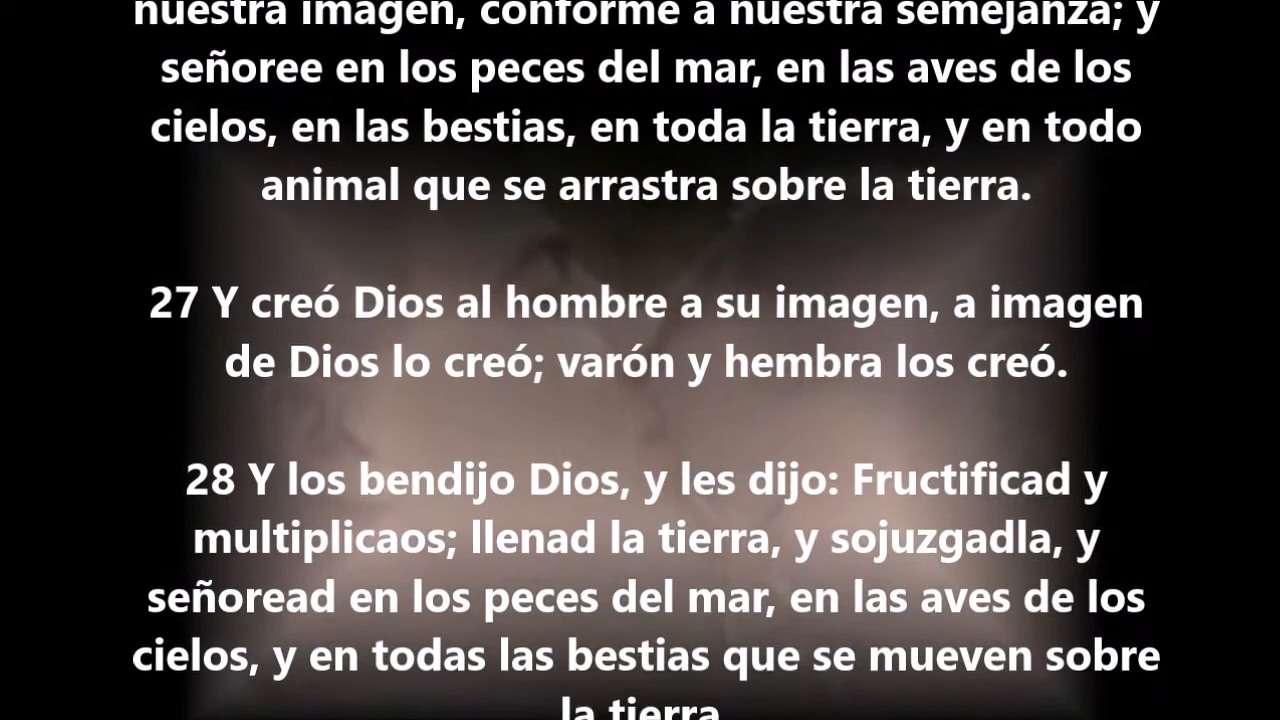 nuestra imagen, conforme a nuestra semejanza; y
señoree en los peces del mar, en las aves de los
cielos, en las bestias, en toda la tierra, y en todo
animal que se arrastra sobre la tierra.
27 Y creó Dios al hombre a su imagen, a imagen
de Dios lo creó; varón y hembra los creó.
28 Y los bendijo Dios, y les dijo: Fructificad y
multiplicaos; llenad la tierra, y sojuzgadla, y
señoread en los peces del mar, en las aves de los
cielos, y en todas las bestias que se mueven sobre
la tierra